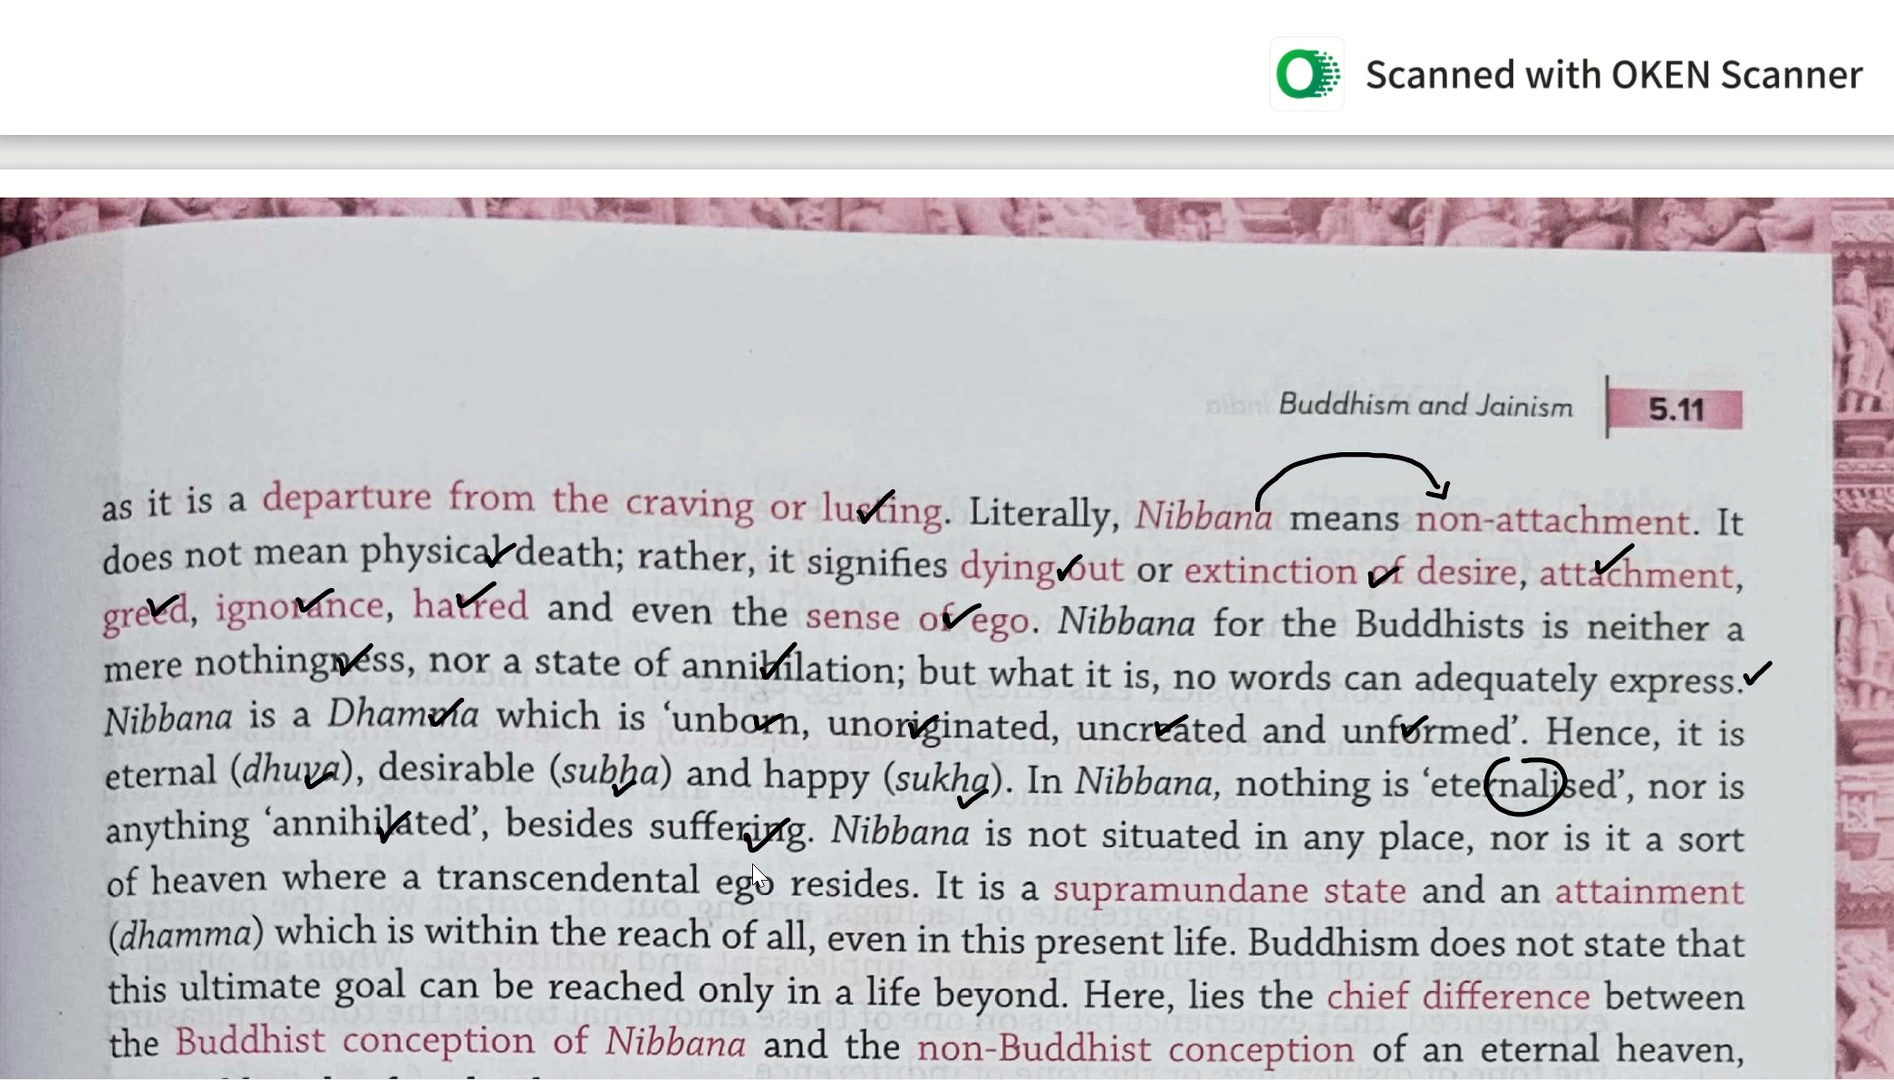 Scanned with OKEN Scanner
Buddhism and Jainism 5.11
as it is a departure from the craving or lusting. Literally, Nibbana means non-attachment. It
does not mean physical death; rather, it signifies dying out or extinction of desire, attachment,
greed, ignorance, hatred and even the sense of ego. Nibbana for the Buddhists is neither a
mere nothingness, nor a state of annihilation; but what it is, no words can adequately express.
Nibbana is a Dhamma which is ‘unborn, unoriginated, uncreated and unformed’. Hence, it is
eternal (dhuva), desirable (subha) and happy (sukha). In Nibbana, nothing is ‘eternalised’, nor is
anything ‘annihilated’, besides suffering. Nibbana is not situated in any place, nor is it a sort
of heaven where a transcendental ego resides. It is a supramundane state and an attainment
(dhamma) which is within the reach of all, even in this present life. Buddhism does not state that
this ultimate goal can be reached only in a life beyond. Here, lies the chief difference between
the Buddhist conception of Nibbana and the non-Buddhist conception of an eternal heaven,